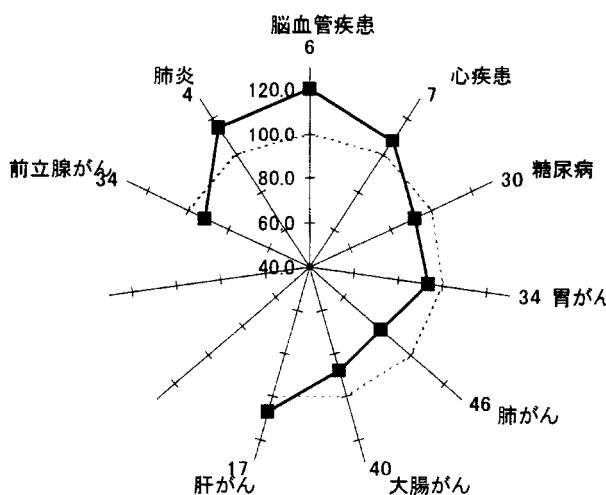 脳血管疾患
6
肺炎
4
心疾患
7
120.0
100.0
80.0
60.0
40.0
前立腺がん
34
30
糖尿病
34
胃がん
46
肺がん
40
大腸がん
17
肝がん